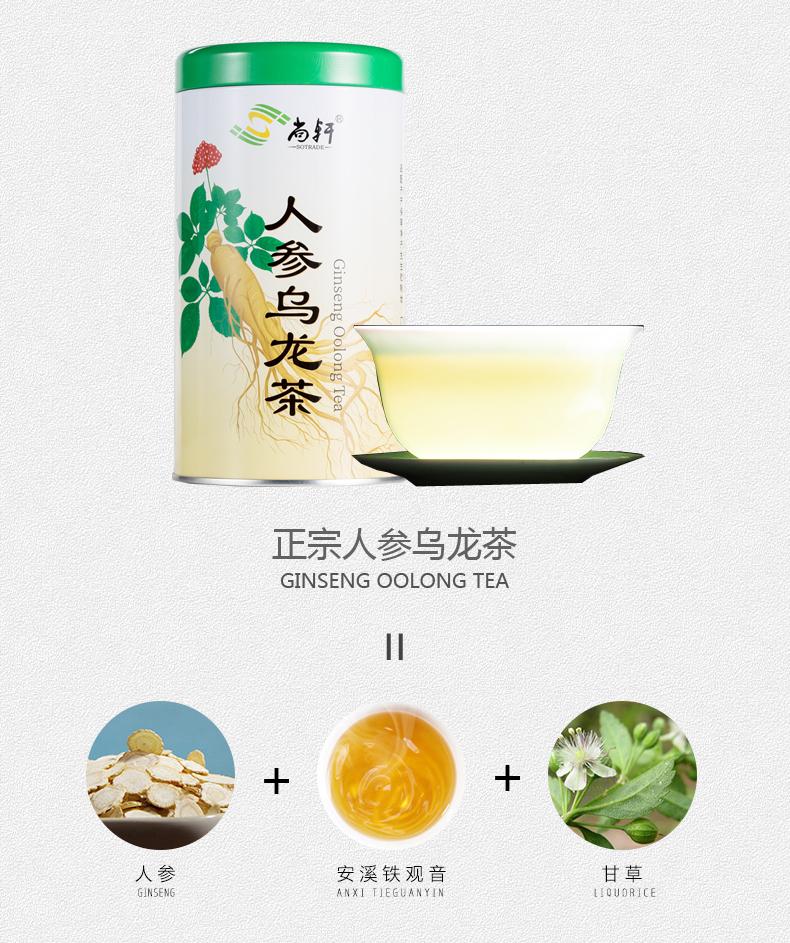 尚轩®
SOTRADE
人参乌龙茶
Ginseng Oolong Tea
正宗人参乌龙茶
GINSENG OOLONG TEA
=
+
+
人参
安溪铁观音
甘草
GINSENG
ANXI TIEGUANYIN
LIQUORICE